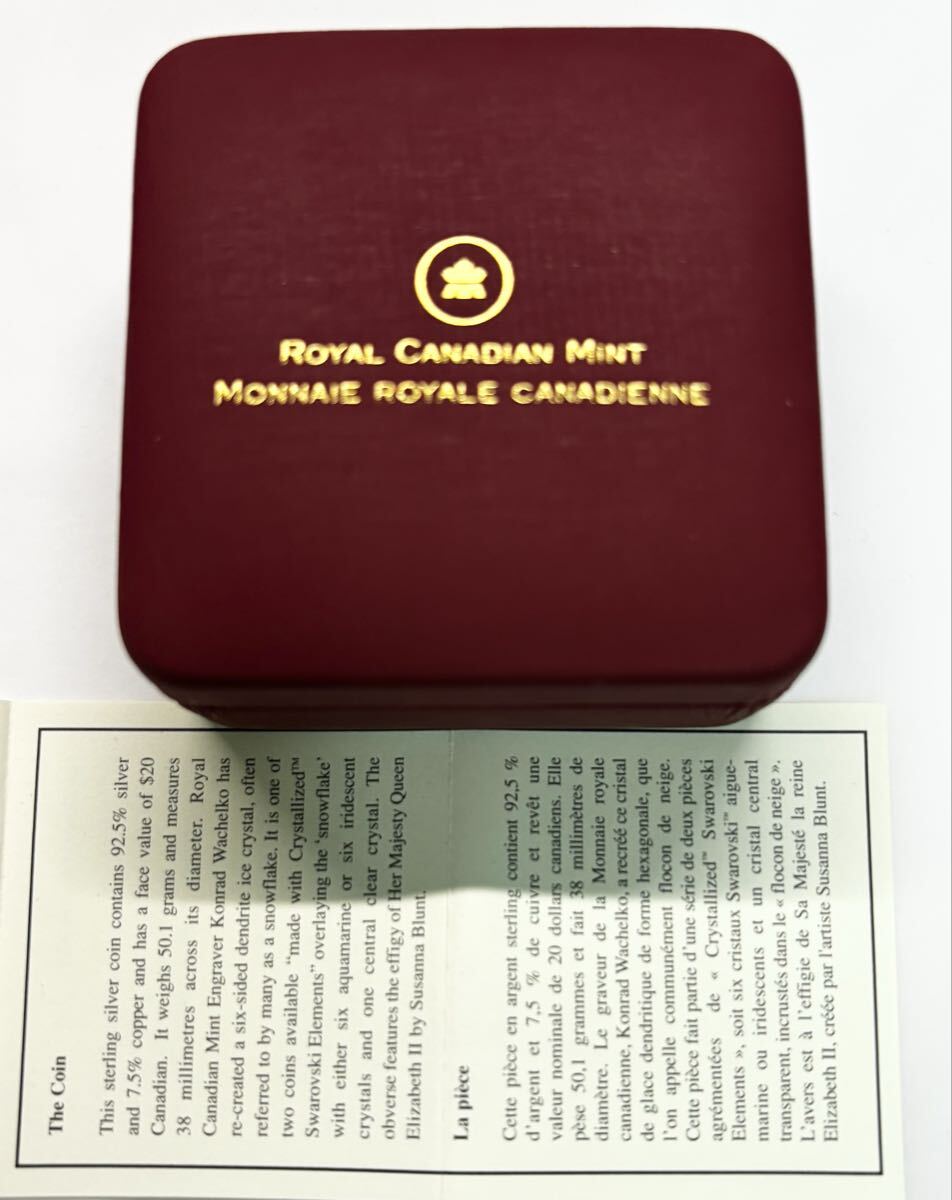 ROYAL CANADIAN MINT
MONNAIE ROYALE CANADIENNE
The Coin
This sterling silver coin contains 92.5% silver
and 7.5% copper and has a face value of $20
Canadian. It weighs 50.1 grams and measures
38 millimetres across its diameter. Royal
Canadian Mint Engraver Konrad Wachelko has
re-created a six-sided dendrite ice crystal, often
referred to by many as a snowflake. It is one of
two coins available “made with Crystallized™
Swarovski Elements” overlaying the ‘snowflake’
with either six aquamarine or six iridescent
crystals and one central clear crystal. The
obverse features the effigy of Her Majesty Queen
Elizabeth II by Susanna Blunt.
La pièce
Cette pièce en argent sterling contient 92,5 %
d'argent et 7,5 % de cuivre et revêt une
valeur nominale de 20 dollars canadiens. Elle
pèse 50,1 grammes et fait 38 millimètres de
diamètre. Le graveur de la Monnaie royale
canadienne, Konrad Wachelko, a recréé ce cristal
de glace dendritique de forme hexagonale, que
l'on appelle communément flocon de neige.
Cette pièce fait partie d'une série de deux pièces
agrémentées de « Crystallized™ Swarovski
Elements », soit six cristaux Swarovski™ aigue-
marine ou iridescents et un cristal central
transparent, incrustés dans le « flocon de neige ».
L'avers est à l'effigie de Sa Majesté la reine
Elizabeth II, créée par l'artiste Susanna Blunt.